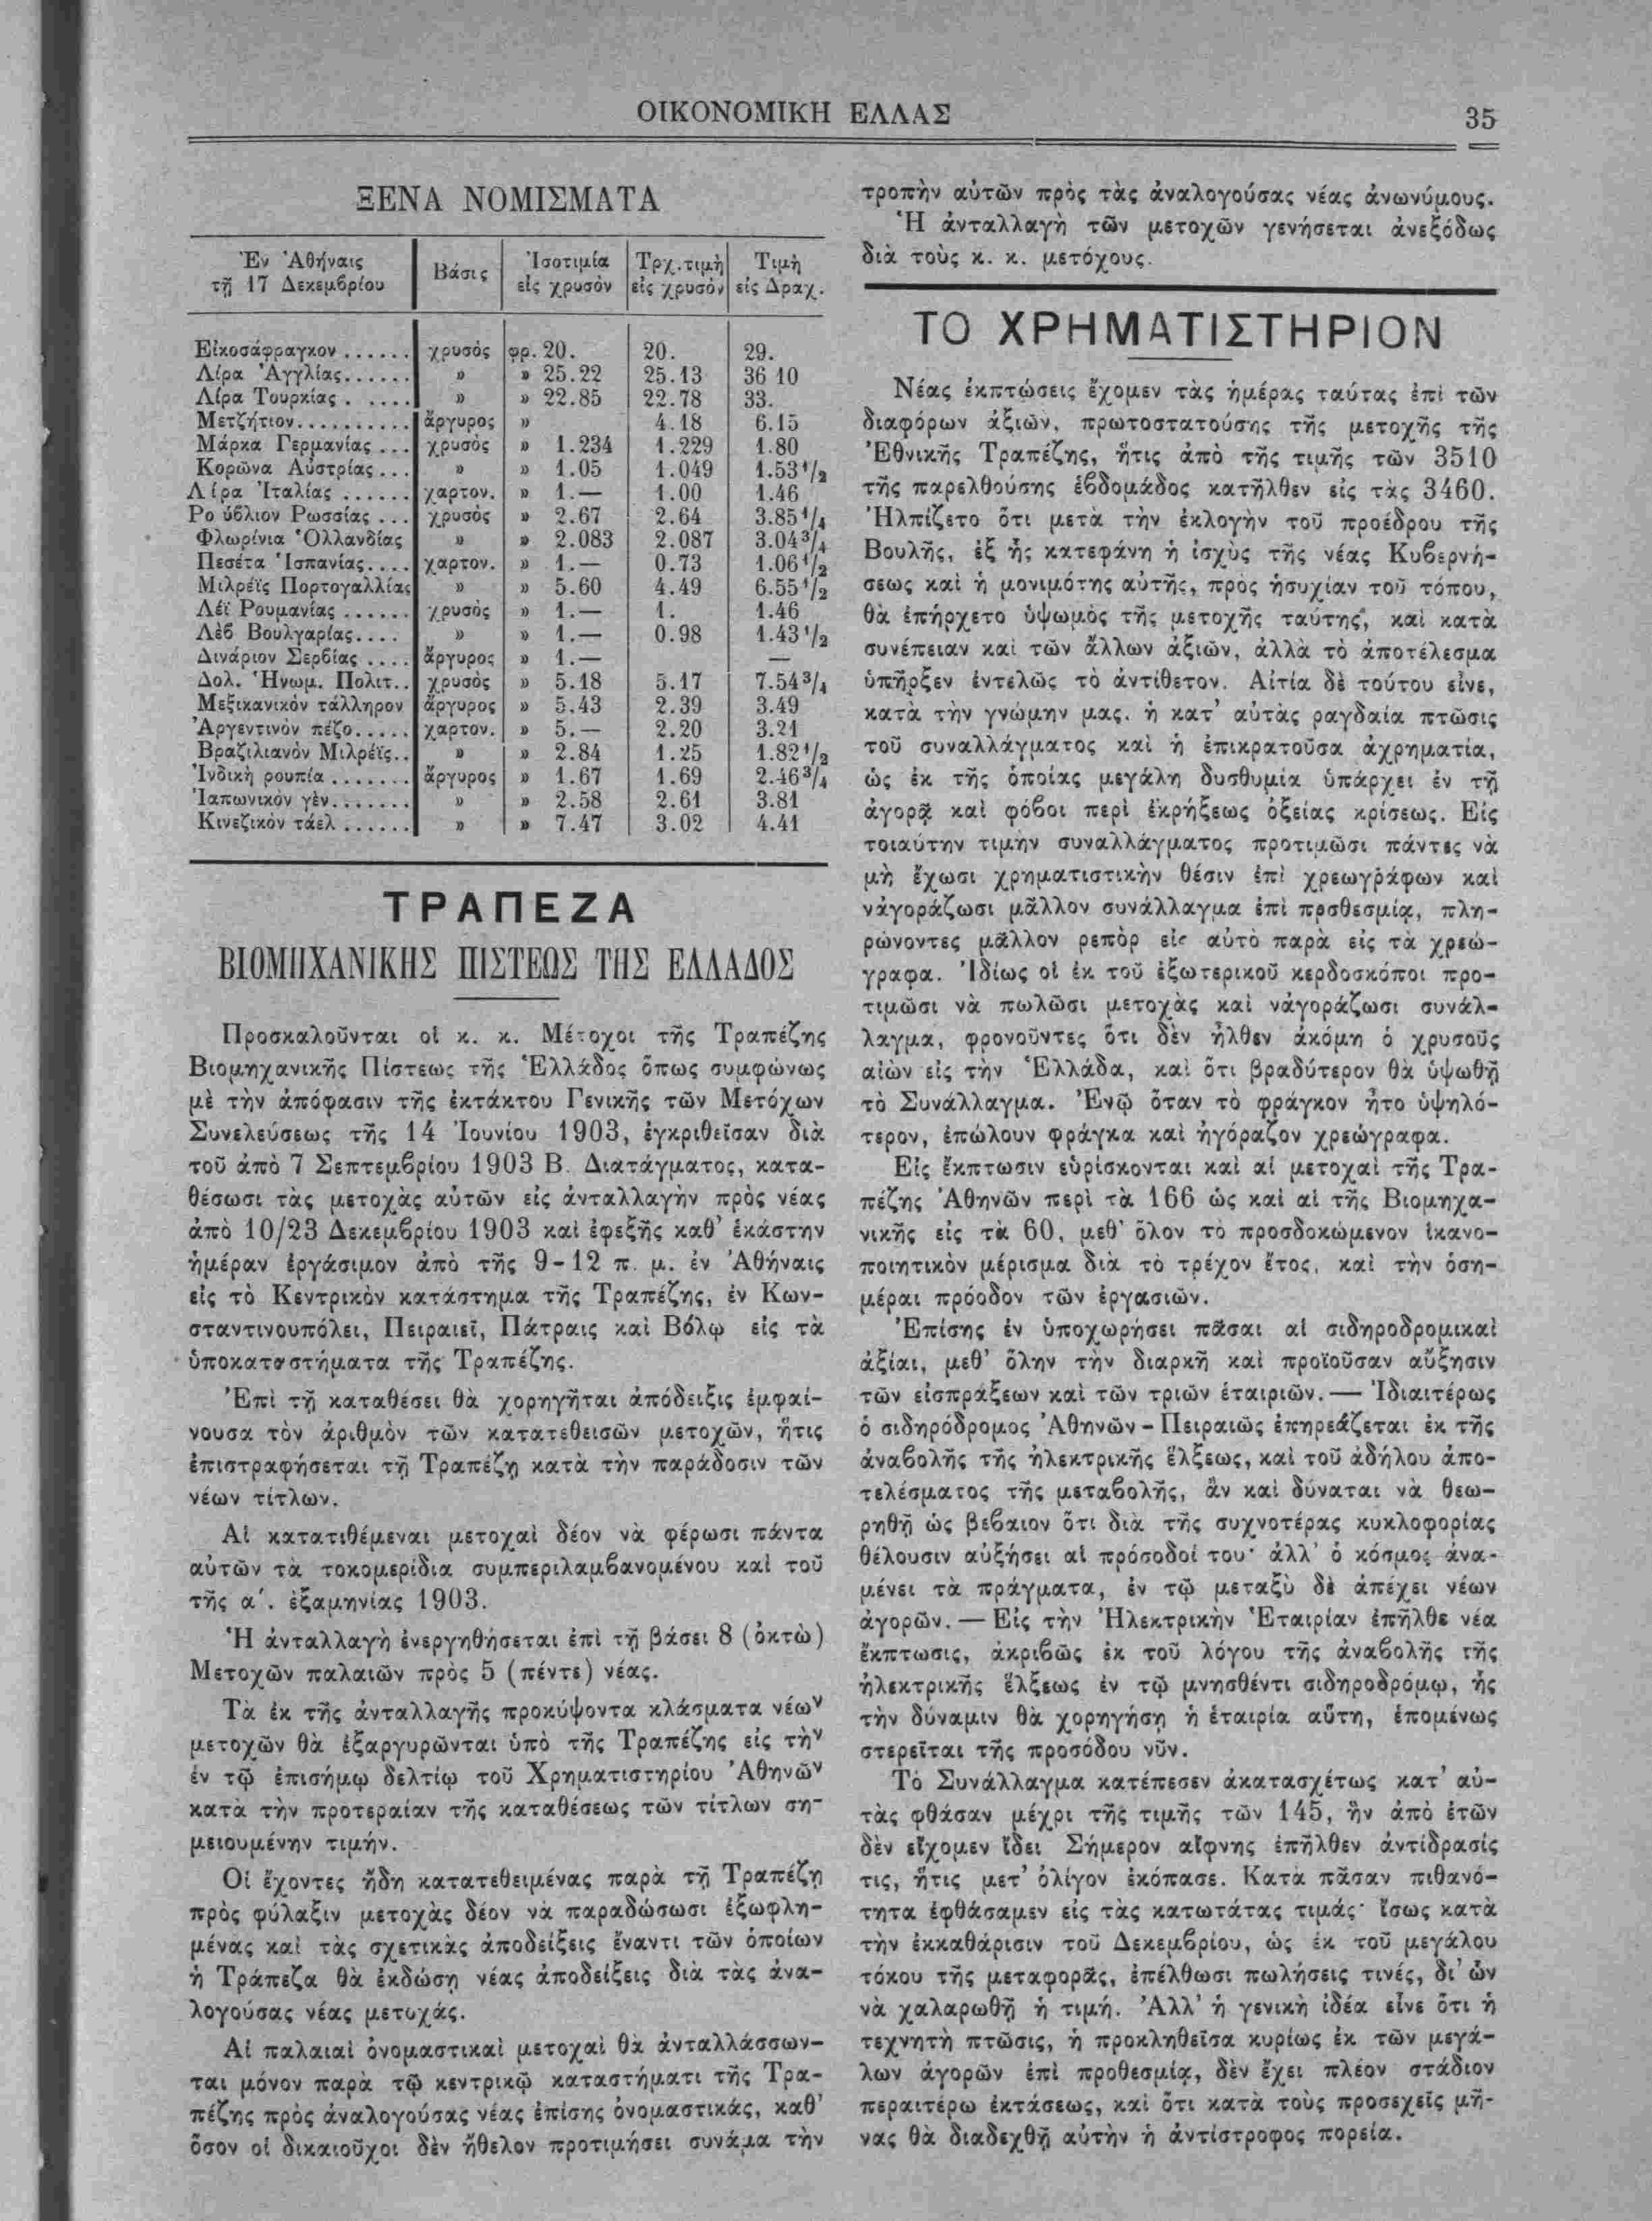 ΟΙΚΟΝΟΜΙΚΗ ΕΛΛΑΣ
35
ΞΕΝΑ ΝΟΜΙΣΜΑΤΑ
Ἐν Ἀθήναις τῇ 17 Δεκεμβρίου | Βάσις | Ἰσοτιμία εἰς χρυσὸν | Τρχ. τιμὴ εἰς χρυσὸν | Τιμὴ εἰς Δραχ.
Εἰκοσάφραγκον ...... χρυσὸς φρ. 20. 20. 29.
Λίρα Ἀγγλίας...... » » 25.22 25.13 36 10
Λίρα Τουρκίας ..... » » 22.85 22.78 33.
Μετζήτιον.......... ἄργυρος » 4.18 6.15
Μάρκα Γερμανίας ... χρυσὸς » 1.234 1.229 1.80
Κορῶνα Αὐστρίας... » » 1.05 1.049 1.53 1/2
Λίρα Ἰταλίας ...... χαρτον. » 1.— 1.00 1.46
Ρούβλιον Ρωσσίας ... χρυσὸς » 2.67 2.64 3.85 1/4
Φλωρίνια Ὁλλανδίας » » 2.083 2.087 3.04 3/4
Πεσέτα Ἱσπανίας.... χαρτον. » 1.— 0.73 1.06 1/2
Μιλρέϊς Πορτογαλλίας » » 5.60 4.49 6.55 1/2
Λέϊ Ρουμανίας ...... χρυσὸς » 1.— 1. 1.46
Λὲβ Βουλγαρίας.... » » 1.— 0.98 1.43 1/2
Δινάριον Σερβίας .... ἄργυρος » 1.— —
Δολ. Ἡνωμ. Πολιτ.. χρυσὸς » 5.18 5.17 7.54 3/4
Μεξικανικὸν τάλληρον ἄργυρος » 5.43 2.39 3.49
Ἀργεντινὸν πέζο..... χαρτον. » 5.— 2.20 3.21
Βραζιλιανὸν Μιλρέϊς.. » » 2.84 1.25 1.82 1/2
Ἰνδικὴ ρουπία ....... ἄργυρος » 1.67 1.69 2.46 3/4
Ἰαπωνικὸν γὲν....... » » 2.58 2.61 3.81
Κινεζικὸν τάελ ...... » » 7.47 3.02 4.41
ΤΡΑΠΕΖΑ
ΒΙΟΜΗΧΑΝΙΚΗΣ ΠΙΣΤΕΩΣ ΤΗΣ ΕΛΛΑΔΟΣ
Προσκαλοῦνται οἱ κ. κ. Μέτοχοι τῆς Τραπέζης
Βιομηχανικῆς Πίστεως τῆς Ἑλλάδος ὅπως συμφώνως
μὲ τὴν ἀπόφασιν τῆς ἐκτάκτου Γενικῆς τῶν Μετόχων
Συνελεύσεως τῆς 14 Ἰουνίου 1903, ἐγκριθεῖσαν διὰ
τοῦ ἀπὸ 7 Σεπτεμβρίου 1903 Β. Διατάγματος, κατα-
θέσωσι τὰς μετοχὰς αὐτῶν εἰς ἀνταλλαγὴν πρὸς νέας
ἀπὸ 10/23 Δεκεμβρίου 1903 καὶ ἐφεξῆς καθ' ἑκάστην
ἡμέραν ἐργάσιμον ἀπὸ τῆς 9-12 π. μ. ἐν Ἀθήναις
εἰς τὸ Κεντρικὸν κατάστημα τῆς Τραπέζης, ἐν Κων-
σταντινουπόλει, Πειραιεῖ, Πάτραις καὶ Βόλῳ εἰς τὰ
ὑποκαταστήματα τῆς Τραπέζης.
Ἐπὶ τῇ καταθέσει θὰ χορηγῆται ἀπόδειξις ἐμφαί-
νουσα τὸν ἀριθμὸν τῶν κατατεθεισῶν μετοχῶν, ἥτις
ἐπιστραφήσεται τῇ Τραπέζῃ κατὰ τὴν παράδοσιν τῶν
νέων τίτλων.
Αἱ κατατιθέμεναι μετοχαὶ δέον νὰ φέρωσι πάντα
αὐτῶν τὰ τοκομερίδια συμπεριλαμβανομένου καὶ τοῦ
τῆς α΄. ἑξαμηνίας 1903.
Ἡ ἀνταλλαγὴ ἐνεργηθήσεται ἐπὶ τῇ βάσει 8 (ὀκτὼ)
Μετοχῶν παλαιῶν πρὸς 5 (πέντε) νέας.
Τὰ ἐκ τῆς ἀνταλλαγῆς προκύψοντα κλάσματα νέων
μετοχῶν θὰ ἐξαργυρῶνται ὑπὸ τῆς Τραπέζης εἰς τὴν
ἐν τῷ ἐπισήμῳ δελτίῳ τοῦ Χρηματιστηρίου Ἀθηνῶν
κατὰ τὴν προτεραίαν τῆς καταθέσεως τῶν τίτλων ση-
μειουμένην τιμήν.
Οἱ ἔχοντες ἤδη κατατεθειμένας παρὰ τῇ Τραπέζῃ
πρὸς φύλαξιν μετοχὰς δέον νὰ παραδώσωσι ἐξωφλη-
μένας καὶ τὰς σχετικὰς ἀποδείξεις ἔναντι τῶν ὁποίων
ἡ Τράπεζα θὰ ἐκδώσῃ νέας ἀποδείξεις διὰ τὰς ἀνα-
λογούσας νέας μετοχάς.
Αἱ παλαιαὶ ὀνομαστικαὶ μετοχαὶ θὰ ἀνταλλάσσων-
ται μόνον παρὰ τῷ κεντρικῷ καταστήματι τῆς Τρα-
πέζης πρὸς ἀναλογούσας νέας ἐπίσης ὀνομαστικάς, καθ'
ὅσον οἱ δικαιοῦχοι δὲν ἤθελον προτιμήσει συνάμα τὴν
τροπὴν αὐτῶν πρὸς τὰς ἀναλογούσας νέας ἀνωνύμους.
Ἡ ἀνταλλαγὴ τῶν μετοχῶν γενήσεται ἀνεξόδως
διὰ τοὺς κ. κ. μετόχους.
ΤΟ ΧΡΗΜΑΤΙΣΤΗΡΙΟΝ
Νέας ἐκπτώσεις ἔχομεν τὰς ἡμέρας ταύτας ἐπὶ τῶν
διαφόρων ἀξιῶν, πρωτοστατούσης τῆς μετοχῆς τῆς
Ἐθνικῆς Τραπέζης, ἥτις ἀπὸ τῆς τιμῆς τῶν 3510
τῆς παρελθούσης ἑβδομάδος κατῆλθεν εἰς τὰς 3460.
Ἠλπίζετο ὅτι μετὰ τὴν ἐκλογὴν τοῦ προέδρου τῆς
Βουλῆς, ἐξ ἧς κατεφάνη ἡ ἰσχὺς τῆς νέας Κυβερνή-
σεως καὶ ἡ μονιμότης αὐτῆς, πρὸς ἡσυχίαν τοῦ τόπου,
θὰ ἐπήρχετο ὑψωμὸς τῆς μετοχῆς ταύτης, καὶ κατὰ
συνέπειαν καὶ τῶν ἄλλων ἀξιῶν, ἀλλὰ τὸ ἀποτέλεσμα
ὑπῆρξεν ἐντελῶς τὸ ἀντίθετον. Αἰτία δὲ τούτου εἶνε,
κατὰ τὴν γνώμην μας, ἡ κατ' αὐτὰς ραγδαία πτῶσις
τοῦ συναλλάγματος καὶ ἡ ἐπικρατοῦσα ἀχρηματία,
ὡς ἐκ τῆς ὁποίας μεγάλη δυσθυμία ὑπάρχει ἐν τῇ
ἀγορᾷ καὶ φόβοι περὶ ἐκρήξεως ὀξείας κρίσεως. Εἰς
τοιαύτην τιμὴν συναλλάγματος προτιμῶσι πάντες νὰ
μὴ ἔχωσι χρηματιστικὴν θέσιν ἐπὶ χρεωγράφων καὶ
νἀγοράζωσι μᾶλλον συνάλλαγμα ἐπὶ προθεσμίᾳ, πλη-
ρώνοντες μᾶλλον ρεπὸρ εἰς αὐτὸ παρὰ εἰς τὰ χρεώ-
γραφα. Ἰδίως οἱ ἐκ τοῦ ἐξωτερικοῦ κερδοσκόποι προ-
τιμῶσι νὰ πωλῶσι μετοχὰς καὶ νἀγοράζωσι συνάλ-
λαγμα, φρονοῦντες ὅτι δὲν ἦλθεν ἀκόμη ὁ χρυσοῦς
αἰὼν εἰς τὴν Ἑλλάδα, καὶ ὅτι βραδύτερον θὰ ὑψωθῇ
τὸ Συνάλλαγμα. Ἐνῷ ὅταν τὸ φράγκον ἦτο ὑψηλό-
τερον, ἐπώλουν φράγκα καὶ ἠγόραζον χρεώγραφα.
Εἰς ἔκπτωσιν εὑρίσκονται καὶ αἱ μετοχαὶ τῆς Τρα-
πέζης Ἀθηνῶν περὶ τὰ 166 ὡς καὶ αἱ τῆς Βιομηχα-
νικῆς εἰς τὰ 60, μεθ' ὅλον τὸ προσδοκώμενον ἱκανο-
ποιητικὸν μέρισμα διὰ τὸ τρέχον ἔτος, καὶ τὴν ὁση-
μέραι πρόοδον τῶν ἐργασιῶν.
Ἐπίσης ἐν ὑποχωρήσει πᾶσαι αἱ σιδηροδρομικαὶ
ἀξίαι, μεθ' ὅλην τὴν διαρκῆ καὶ προϊοῦσαν αὔξησιν
τῶν εἰσπράξεων καὶ τῶν τριῶν ἑταιριῶν.— Ἰδιαιτέρως
ὁ σιδηρόδρομος Ἀθηνῶν - Πειραιῶς ἐπηρεάζεται ἐκ τῆς
ἀναβολῆς τῆς ἠλεκτρικῆς ἕλξεως, καὶ τοῦ ἀδήλου ἀπο-
τελέσματος τῆς μεταβολῆς, ἂν καὶ δύναται νὰ θεω-
ρηθῇ ὡς βέβαιον ὅτι διὰ τῆς συχνοτέρας κυκλοφορίας
θέλουσιν αὐξήσει αἱ πρόσοδοί του· ἀλλ' ὁ κόσμος ἀνα-
μένει τὰ πράγματα, ἐν τῷ μεταξὺ δὲ ἀπέχει νέων
ἀγορῶν. — Εἰς τὴν Ἠλεκτρικὴν Ἑταιρίαν ἐπῆλθε νέα
ἔκπτωσις, ἀκριβῶς ἐκ τοῦ λόγου τῆς ἀναβολῆς τῆς
ἠλεκτρικῆς ἕλξεως ἐν τῷ μνησθέντι σιδηροδρόμῳ, ἧς
τὴν δύναμιν θὰ χορηγήσῃ ἡ ἑταιρία αὕτη, ἑπομένως
στερεῖται τῆς προσόδου νῦν.
Τὸ Συνάλλαγμα κατέπεσεν ἀκατασχέτως κατ' αὐ-
τὰς φθάσαν μέχρι τῆς τιμῆς τῶν 145, ἣν ἀπὸ ἐτῶν
δὲν εἴχομεν ἴδει Σήμερον αἴφνης ἐπῆλθεν ἀντίδρασίς
τις, ἥτις μετ' ὀλίγον ἐκόπασε. Κατὰ πᾶσαν πιθανό-
τητα ἐφθάσαμεν εἰς τὰς κατωτάτας τιμάς· ἴσως κατὰ
τὴν ἐκκαθάρισιν τοῦ Δεκεμβρίου, ὡς ἐκ τοῦ μεγάλου
τόκου τῆς μεταφορᾶς, ἐπέλθωσι πωλήσεις τινές, δι' ὧν
νὰ χαλαρωθῇ ἡ τιμή. Ἀλλ' ἡ γενικὴ ἰδέα εἶνε ὅτι ἡ
τεχνητὴ πτῶσις, ἡ προκληθεῖσα κυρίως ἐκ τῶν μεγά-
λων ἀγορῶν ἐπὶ προθεσμίᾳ, δὲν ἔχει πλέον στάδιον
περαιτέρω ἐκτάσεως, καὶ ὅτι κατὰ τοὺς προσεχεῖς μῆ-
νας θὰ διαδεχθῇ αὐτὴν ἡ ἀντίστροφος πορεία.